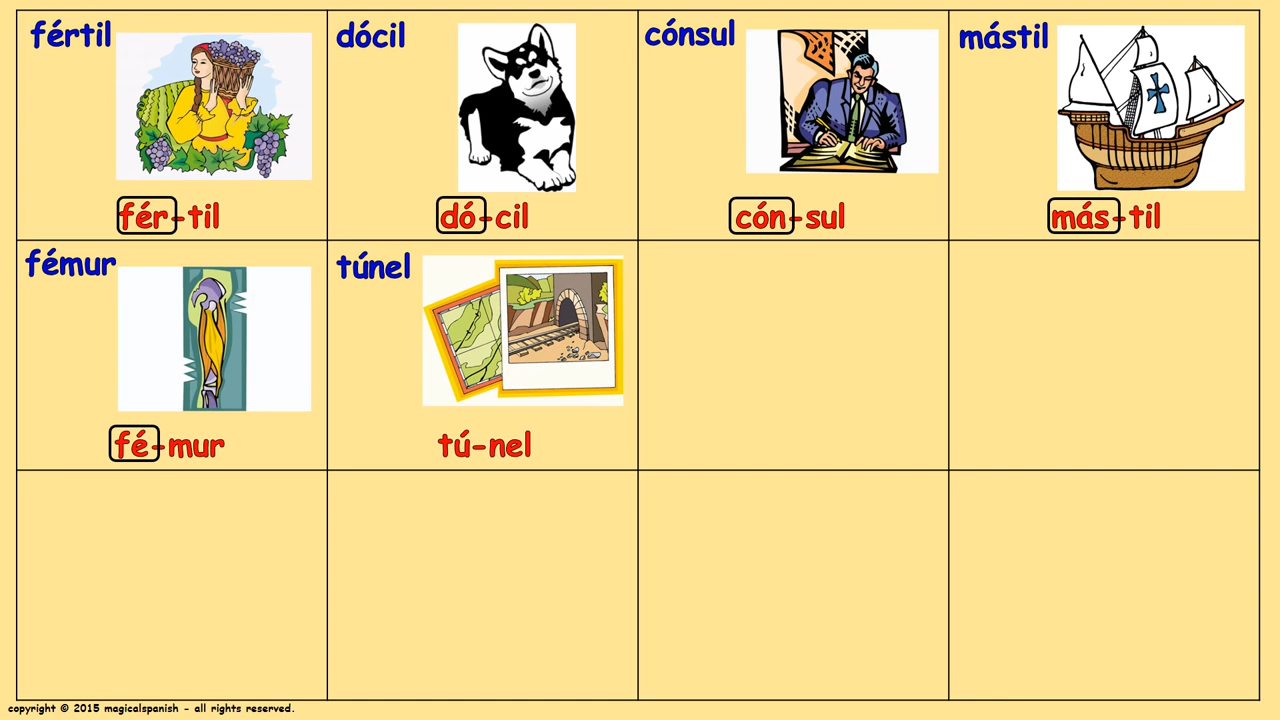 fértil
fér-til
dócil
dó-cil
cónsul
cón-sul
mástil
más-til
fémur
fé-mur
túnel
tú-nel
copyright © 2015 magicalspanish - all rights reserved.